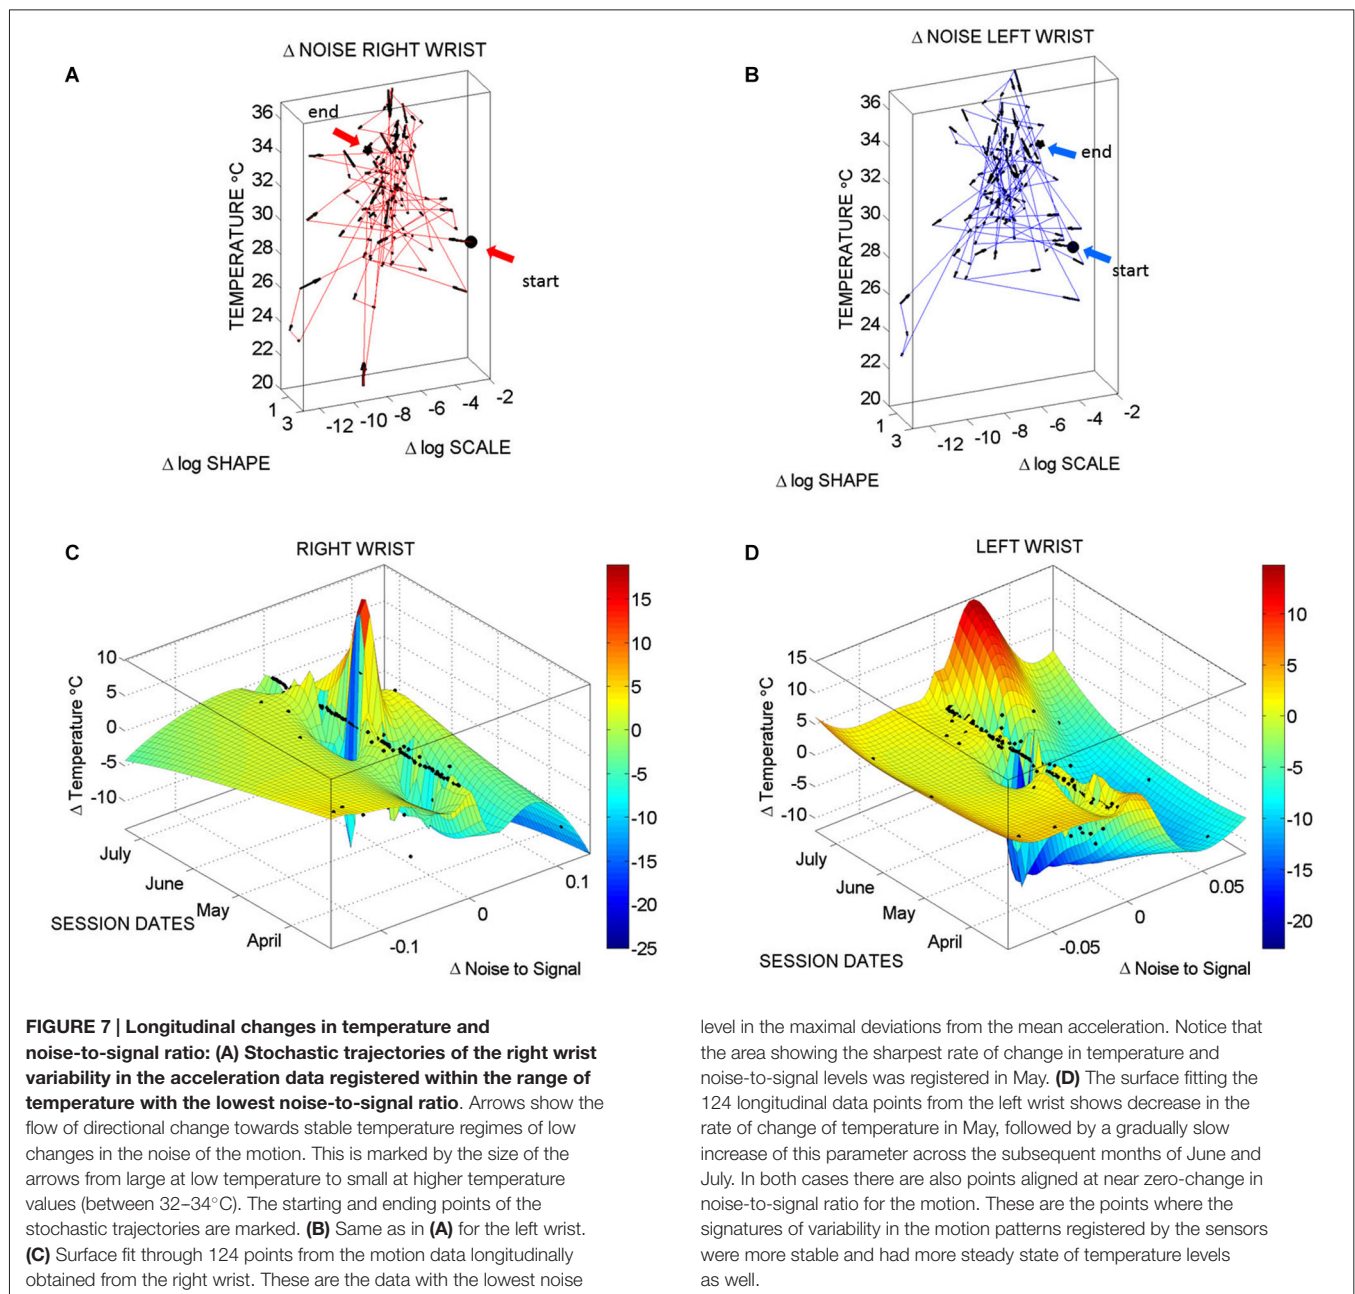 Δ NOISE RIGHT WRIST
A
end
start
TEMPERATURE °C
36
34
32
30
28
26
24
22
20
1
3
-12 -10 -8 -6 -4 -2
Δ log SHAPE
Δ log SCALE
Δ NOISE LEFT WRIST
B
end
start
TEMPERATURE °C
36
34
32
30
28
26
24
22
20
1
3
-12 -10 -8 -6 -4 -2
Δ log SHAPE
Δ log SCALE
C
RIGHT WRIST
Δ Temperature °C
10
5
0
-5
-10
July
June
May
April
SESSION DATES
-0.1
0
0.1
Δ Noise to Signal
15
10
5
0
-5
-10
-15
-20
-25
D
LEFT WRIST
Δ Temperature °C
15
10
5
0
-5
-10
July
June
May
April
SESSION DATES
-0.05
0
0.05
Δ Noise to Signal
10
5
0
-5
-10
-15
-20
FIGURE 7 | Longitudinal changes in temperature and
noise-to-signal ratio: (A) Stochastic trajectories of the right wrist
variability in the acceleration data registered within the range of
temperature with the lowest noise-to-signal ratio. Arrows show the
flow of directional change towards stable temperature regimes of low
changes in the noise of the motion. This is marked by the size of the
arrows from large at low temperature to small at higher temperature
values (between 32–34°C). The starting and ending points of the
stochastic trajectories are marked. (B) Same as in (A) for the left wrist.
(C) Surface fit through 124 points from the motion data longitudinally
obtained from the right wrist. These are the data with the lowest noise
level in the maximal deviations from the mean acceleration. Notice that
the area showing the sharpest rate of change in temperature and
noise-to-signal levels was registered in May. (D) The surface fitting the
124 longitudinal data points from the left wrist shows decrease in the
rate of change of temperature in May, followed by a gradually slow
increase of this parameter across the subsequent months of June and
July. In both cases there are also points aligned at near zero-change in
noise-to-signal ratio for the motion. These are the points where the
signatures of variability in the motion patterns registered by the sensors
were more stable and had more steady state of temperature levels
as well.